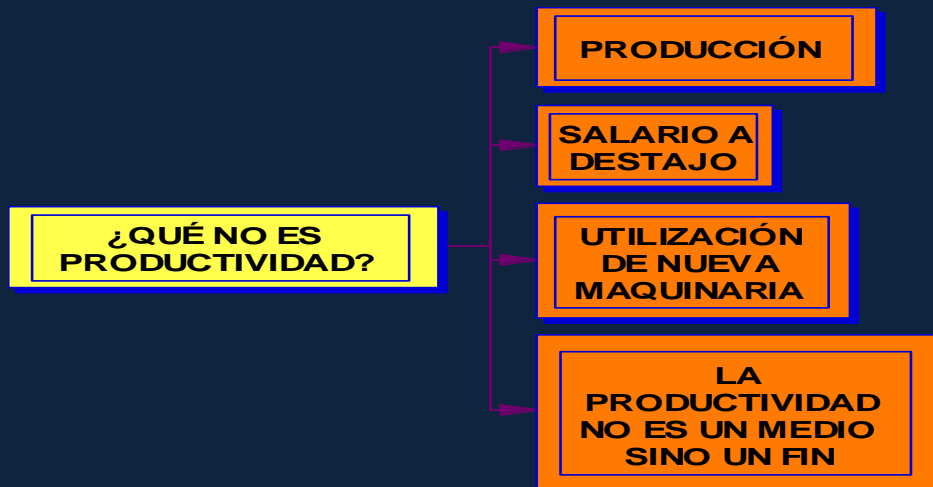 PRODUCCIÓN
SALARIO A
DESTAJO
¿QUÉ NO ES
PRODUCTIVIDAD?
UTILIZACIÓN
DE NUEVA
MAQUINARIA
LA
PRODUCTIVIDAD
NO ES UN MEDIO
SINO UN FIN